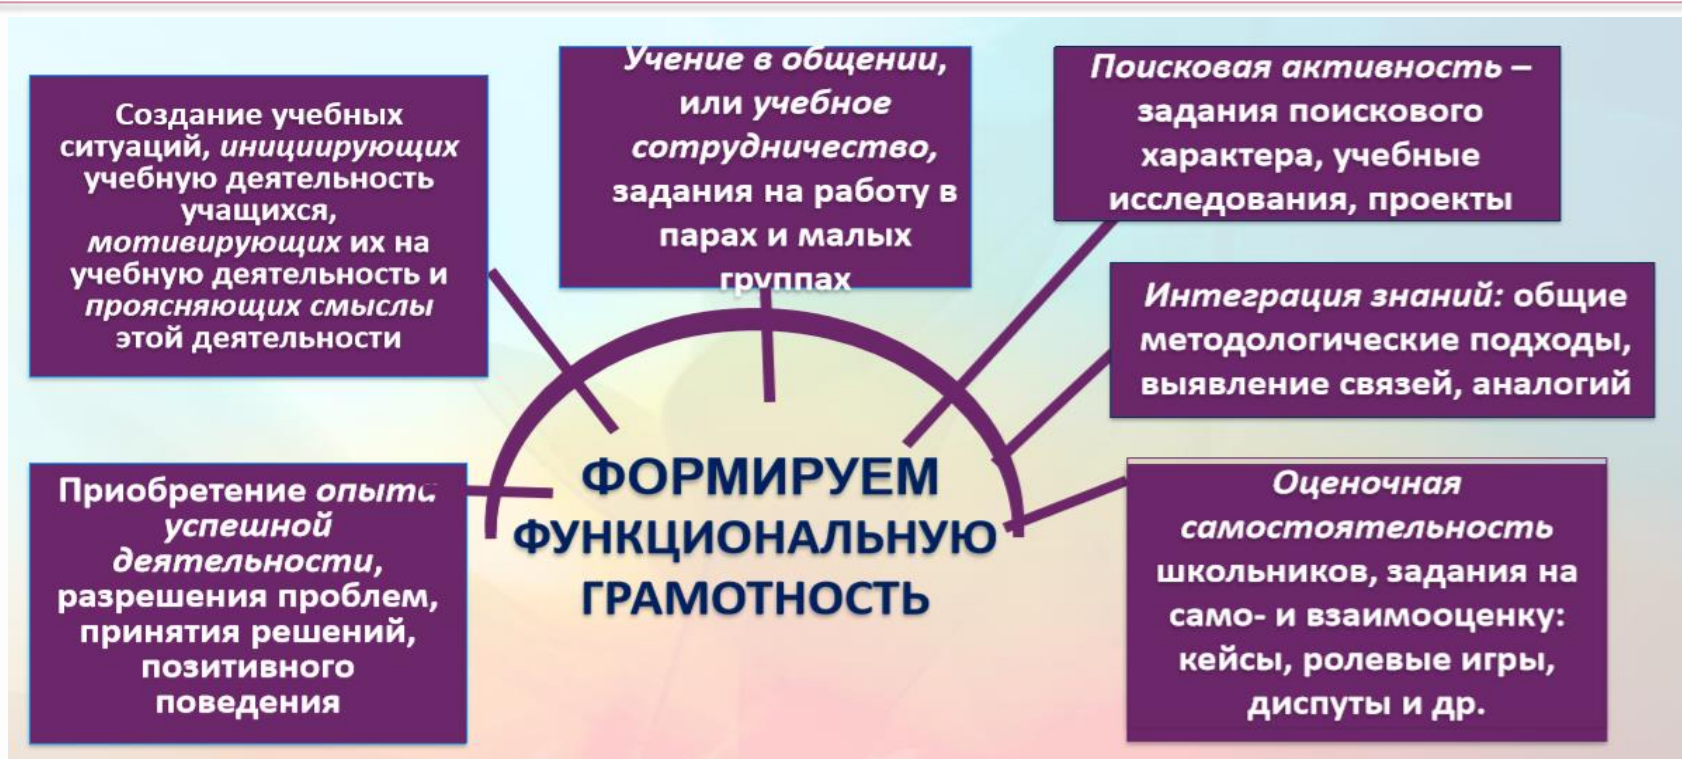 Создание учебных
ситуаций, инициирующих
учебную деятельность
учащихся,
мотивирующих их на
учебную деятельность и
проясняющих смыслы
этой деятельности
Учение в общении,
или учебное
сотрудничество,
задания на работу в
парах и малых
группах
Поисковая активность –
задания поискового
характера, учебные
исследования, проекты
Интеграция знаний: общие
методологические подходы,
выявление связей, аналогий
Приобретение опыта
успешной
деятельности,
разрешения проблем,
принятия решений,
позитивного
поведения
ФОРМИРУЕМ
ФУНКЦИОНАЛЬНУЮ
ГРАМОТНОСТЬ
Оценочная
самостоятельность
школьников, задания на
само- и взаимооценку:
кейсы, ролевые игры,
диспуты и др.